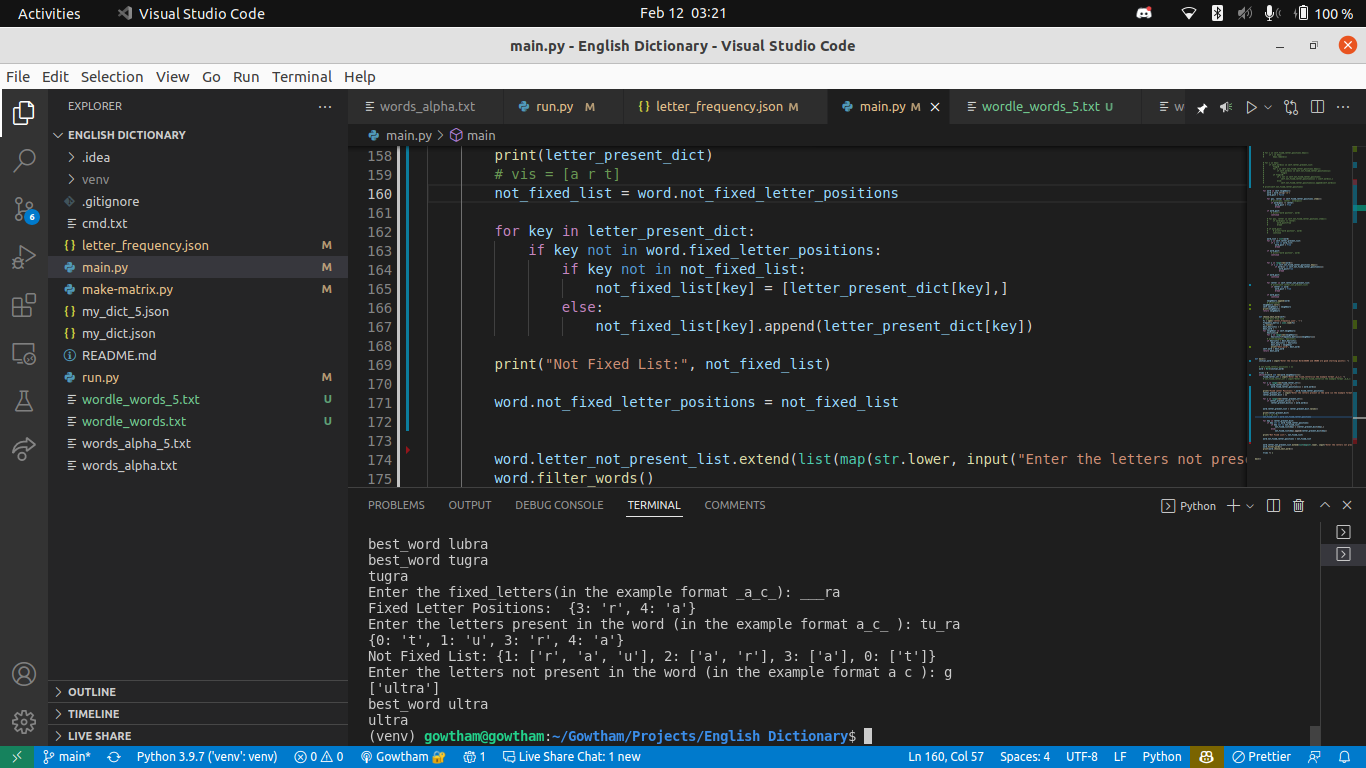 Activities Visual Studio Code Feb 12 03:21 100 %
main.py - English Dictionary - Visual Studio Code
File Edit Selection View Go Run Terminal Help
EXPLORER ···
ENGLISH DICTIONARY
.idea
venv
.gitignore
cmd.txt
letter_frequency.json M
main.py M
make-matrix.py M
my_dict_5.json
my_dict.json
README.md
run.py M
wordle_words_5.txt U
wordle_words.txt U
words_alpha_5.txt
words_alpha.txt
OUTLINE
TIMELINE
LIVE SHARE
6
words_alpha.txt run.py M letter_frequency.json M main.py M wordle_words_5.txt U w
main.py > main
158 print(letter_present_dict)
159 # vis = [a r t]
160 not_fixed_list = word.not_fixed_letter_positions
161
162 for key in letter_present_dict:
163 if key not in word.fixed_letter_positions:
164 if key not in not_fixed_list:
165 not_fixed_list[key] = [letter_present_dict[key],]
166 else:
167 not_fixed_list[key].append(letter_present_dict[key])
168
169 print("Not Fixed List:", not_fixed_list)
170
171 word.not_fixed_letter_positions = not_fixed_list
172
173
174 word.letter_not_present_list.extend(list(map(str.lower, input("Enter the letters not pres
175 word.filter_words()
PROBLEMS OUTPUT DEBUG CONSOLE TERMINAL COMMENTS Python
best_word lubra
best_word tugra
tugra
Enter the fixed_letters(in the example format _a_c_): ___ra
Fixed Letter Positions:  {3: 'r', 4: 'a'}
Enter the letters present in the word (in the example format a_c_ ): tu_ra
{0: 't', 1: 'u', 3: 'r', 4: 'a'}
Not Fixed List: {1: ['r', 'a', 'u'], 2: ['a', 'r'], 3: ['a'], 0: ['t']}
Enter the letters not present in the word (in the example format a c ): g
['ultra']
best_word ultra
ultra
(venv) gowtham@gowtham:~/Gowtham/Projects/English Dictionary$
main* Python 3.9.7 ('venv': venv) 0 0 Gowtham 1 Live Share Chat: 1 new Ln 160, Col 57 Spaces: 4 UTF-8 LF Python Prettier